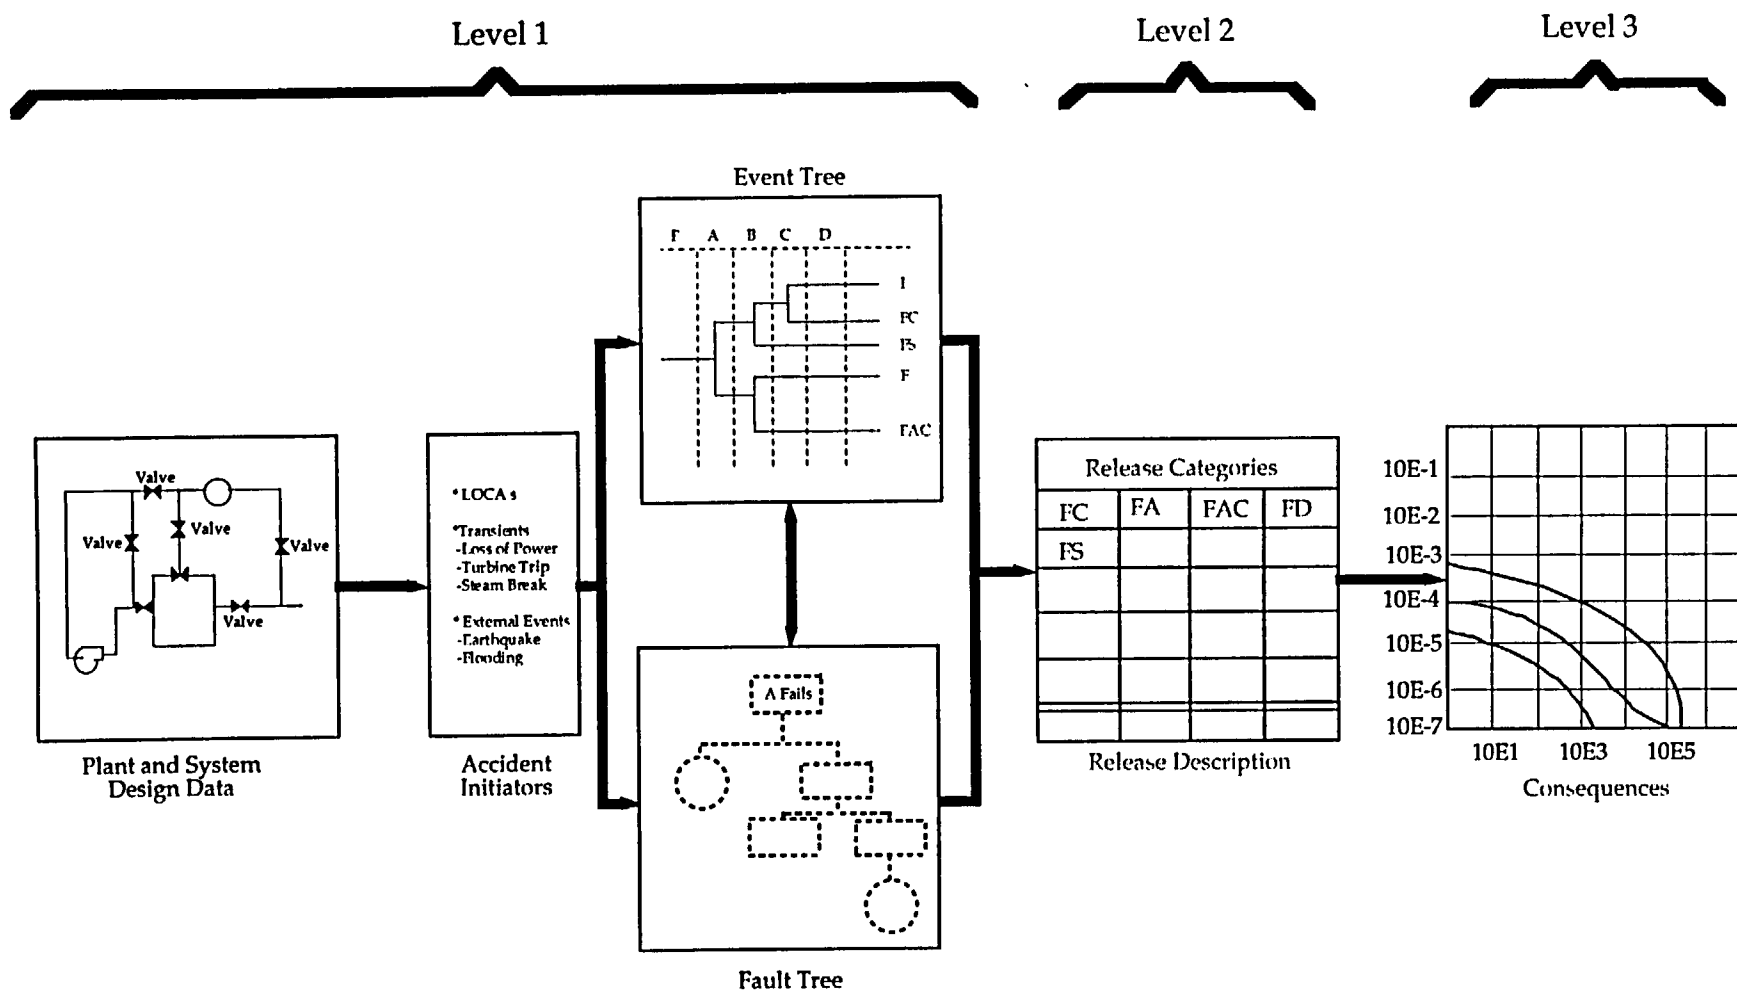 Level 1
Level 2
Level 3
Event Tree
F A B C D
I
FC
FS
F
FAC
Valve
Valve
Valve
Valve
Valve
Plant and System
Design Data
* LOCA s
*Transients
-Loss of Power
-Turbine Trip
-Steam Break
* External Events
-Earthquake
-Flooding
Accident
Initiators
A Fails
Fault Tree
Release Categories
FC FA FAC FD
FS
Release Description
10E-1
10E-2
10E-3
10E-4
10E-5
10E-6
10E-7
10E1 10E3 10E5
Consequences